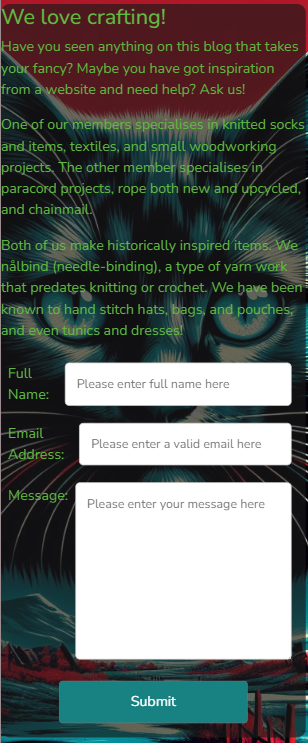 We love crafting!
Have you seen anything on this blog that takes
your fancy? Maybe you have got inspiration
from a website and need help? Ask us!
One of our members specialises in knitted socks
and items, textiles, and small woodworking
projects. The other member specialises in
paracord projects, rope both new and upcycled,
and chainmail.
Both of us make historically inspired items. We
nålbind (needle-binding), a type of yarn work
that predates knitting or crochet. We have been
known to hand stitch hats, bags, and pouches,
and even tunics and dresses!
Full
Name:
Please enter full name here
Email
Address:
Please enter a valid email here
Message:
Please enter your message here
Submit